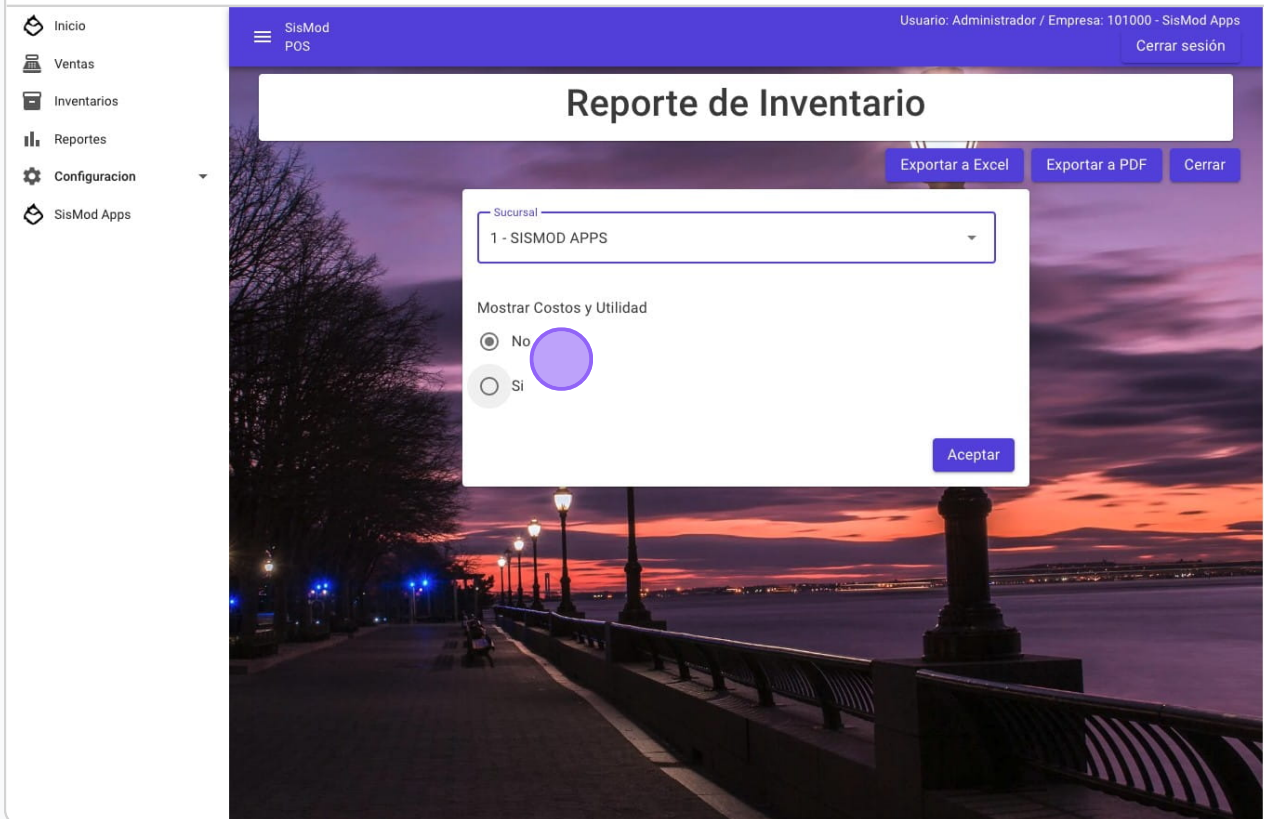 Inicio
Ventas
Inventarios
Reportes
Configuracion
SisMod Apps
SisMod
POS
Usuario: Administrador / Empresa: 101000 - SisMod Apps
Cerrar sesión
Reporte de Inventario
Exportar a Excel
Exportar a PDF
Cerrar
Sucursal
1 - SISMOD APPS
Mostrar Costos y Utilidad
No
Si
Aceptar